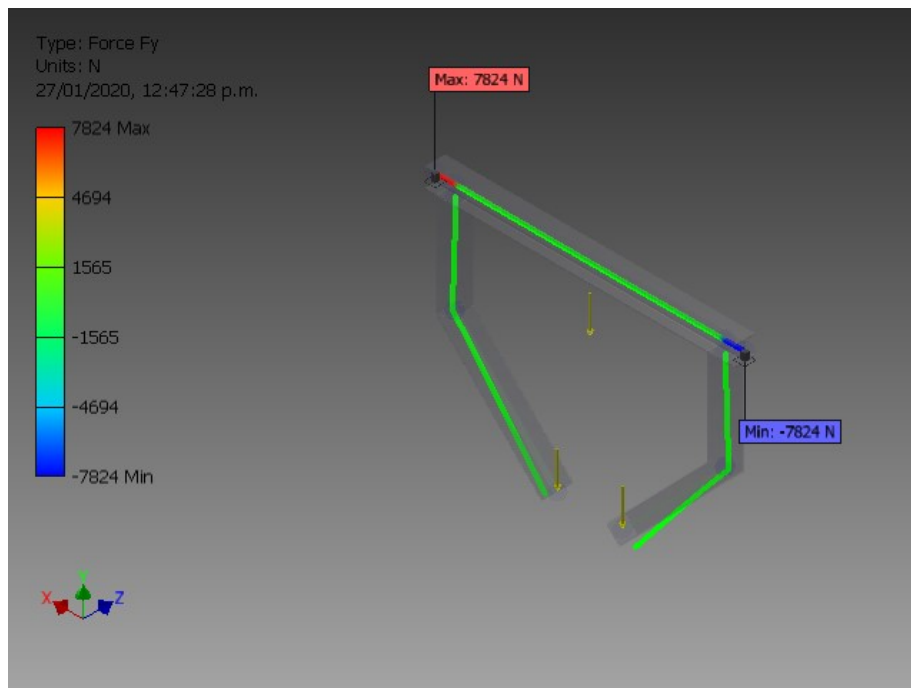 Type: Force Fy
Units: N
27/01/2020, 12:47:28 p.m.
Max: 7824 N
7824 Max
4694
1565
-1565
-4694
-7824 Min
Min: -7824 N
Y
X
Z